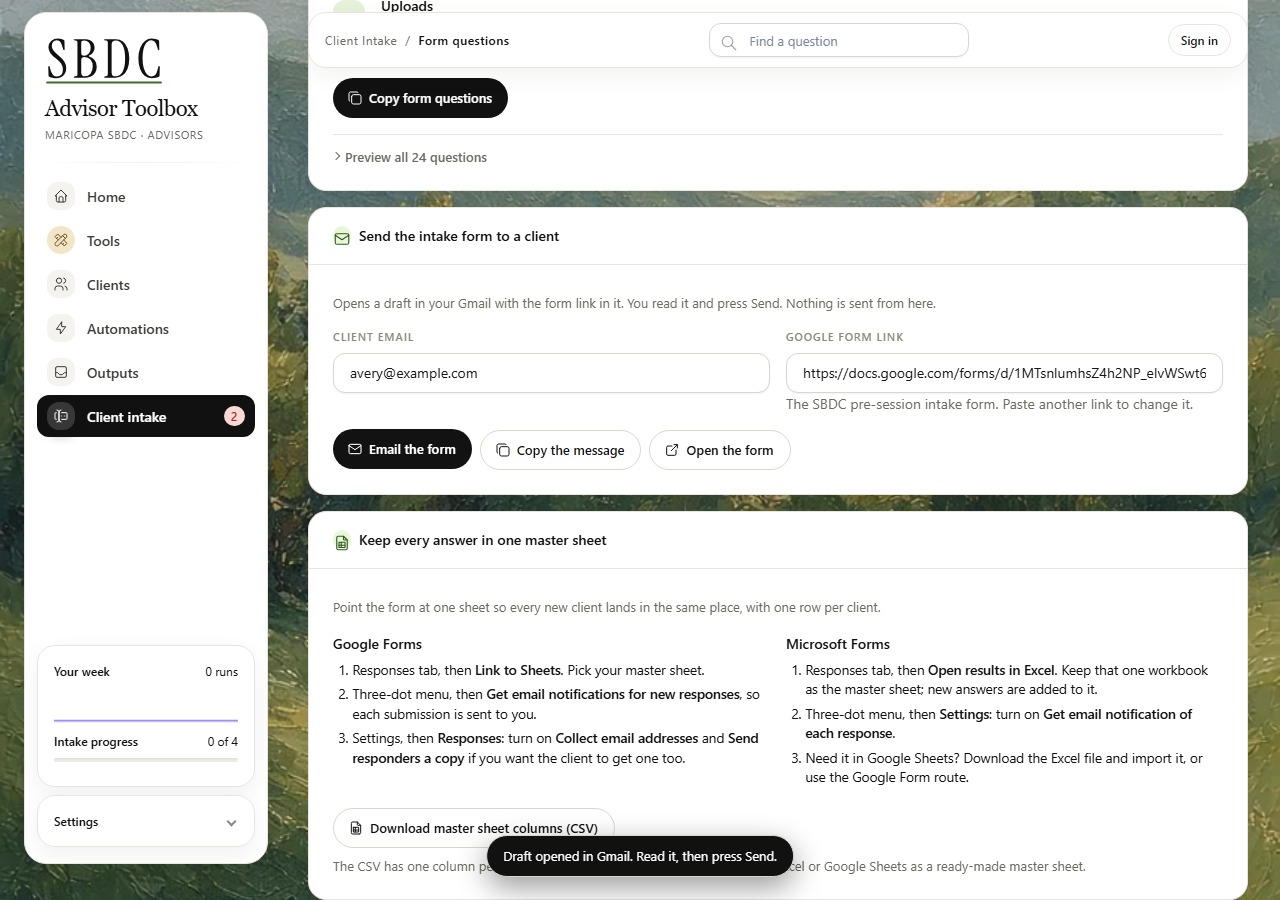 SBDC
Advisor Toolbox
MARICOPA SBDC · ADVISORS
Home
Tools
Clients
Automations
Outputs
Client intake 2
Your week 0 runs
Intake progress 0 of 4
Settings
Uploads
Client Intake / Form questions
Find a question
Sign in
Copy form questions
Preview all 24 questions
Send the intake form to a client
Opens a draft in your Gmail with the form link in it. You read it and press Send. Nothing is sent from here.
CLIENT EMAIL
avery@example.com
GOOGLE FORM LINK
https://docs.google.com/forms/d/1MTsnlumhsZ4h2NP_elvWSwt6
The SBDC pre-session intake form. Paste another link to change it.
Email the form
Copy the message
Open the form
Keep every answer in one master sheet
Point the form at one sheet so every new client lands in the same place, with one row per client.
Google Forms
1. Responses tab, then Link to Sheets. Pick your master sheet.
2. Three-dot menu, then Get email notifications for new responses, so
each submission is sent to you.
3. Settings, then Responses: turn on Collect email addresses and Send
responders a copy if you want the client to get one too.
Microsoft Forms
1. Responses tab, then Open results in Excel. Keep that one workbook
as the master sheet; new answers are added to it.
2. Three-dot menu, then Settings: turn on Get email notification of
each response.
3. Need it in Google Sheets? Download the Excel file and import it, or
use the Google Form route.
Download master sheet columns (CSV)
Draft opened in Gmail. Read it, then press Send.
The CSV has one column or Google Sheets as a ready-made master sheet.